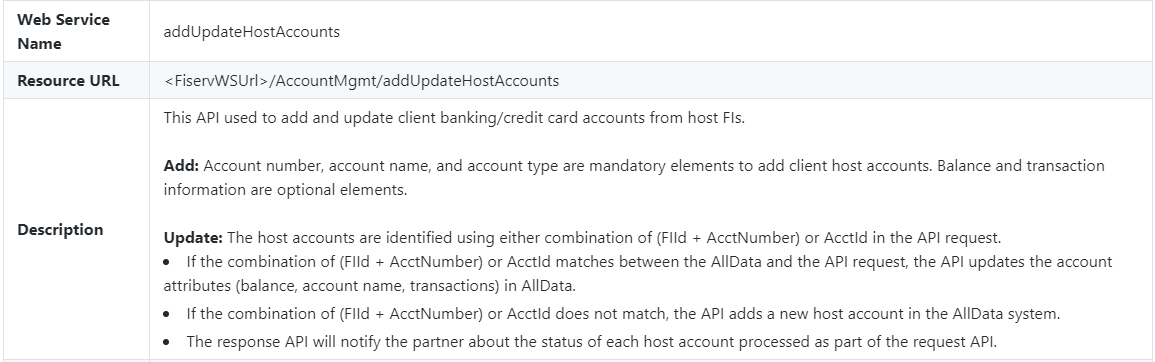 Web Service
Name
addUpdateHostAccounts
Resource URL
<FiservWSUrl>/AccountMgmt/addUpdateHostAccounts
Description
This API used to add and update client banking/credit card accounts from host FIs.
Add: Account number, account name, and account type are mandatory elements to add client host accounts. Balance and transaction
information are optional elements.
Update: The host accounts are identified using either combination of (FIId + AcctNumber) or AcctId in the API request.
• If the combination of (FIId + AcctNumber) or AcctId matches between the AllData and the API request, the API updates the account
attributes (balance, account name, transactions) in AllData.
• If the combination of (FIId + AcctNumber) or AcctId does not match, the API adds a new host account in the AllData system.
• The response API will notify the partner about the status of each host account processed as part of the request API.